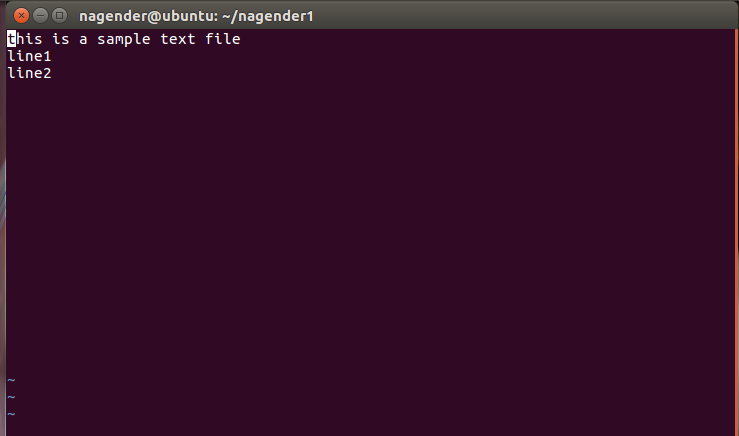 nagender@ubuntu: ~/nagender1
this is a sample text file
line1
line2
~
~
~